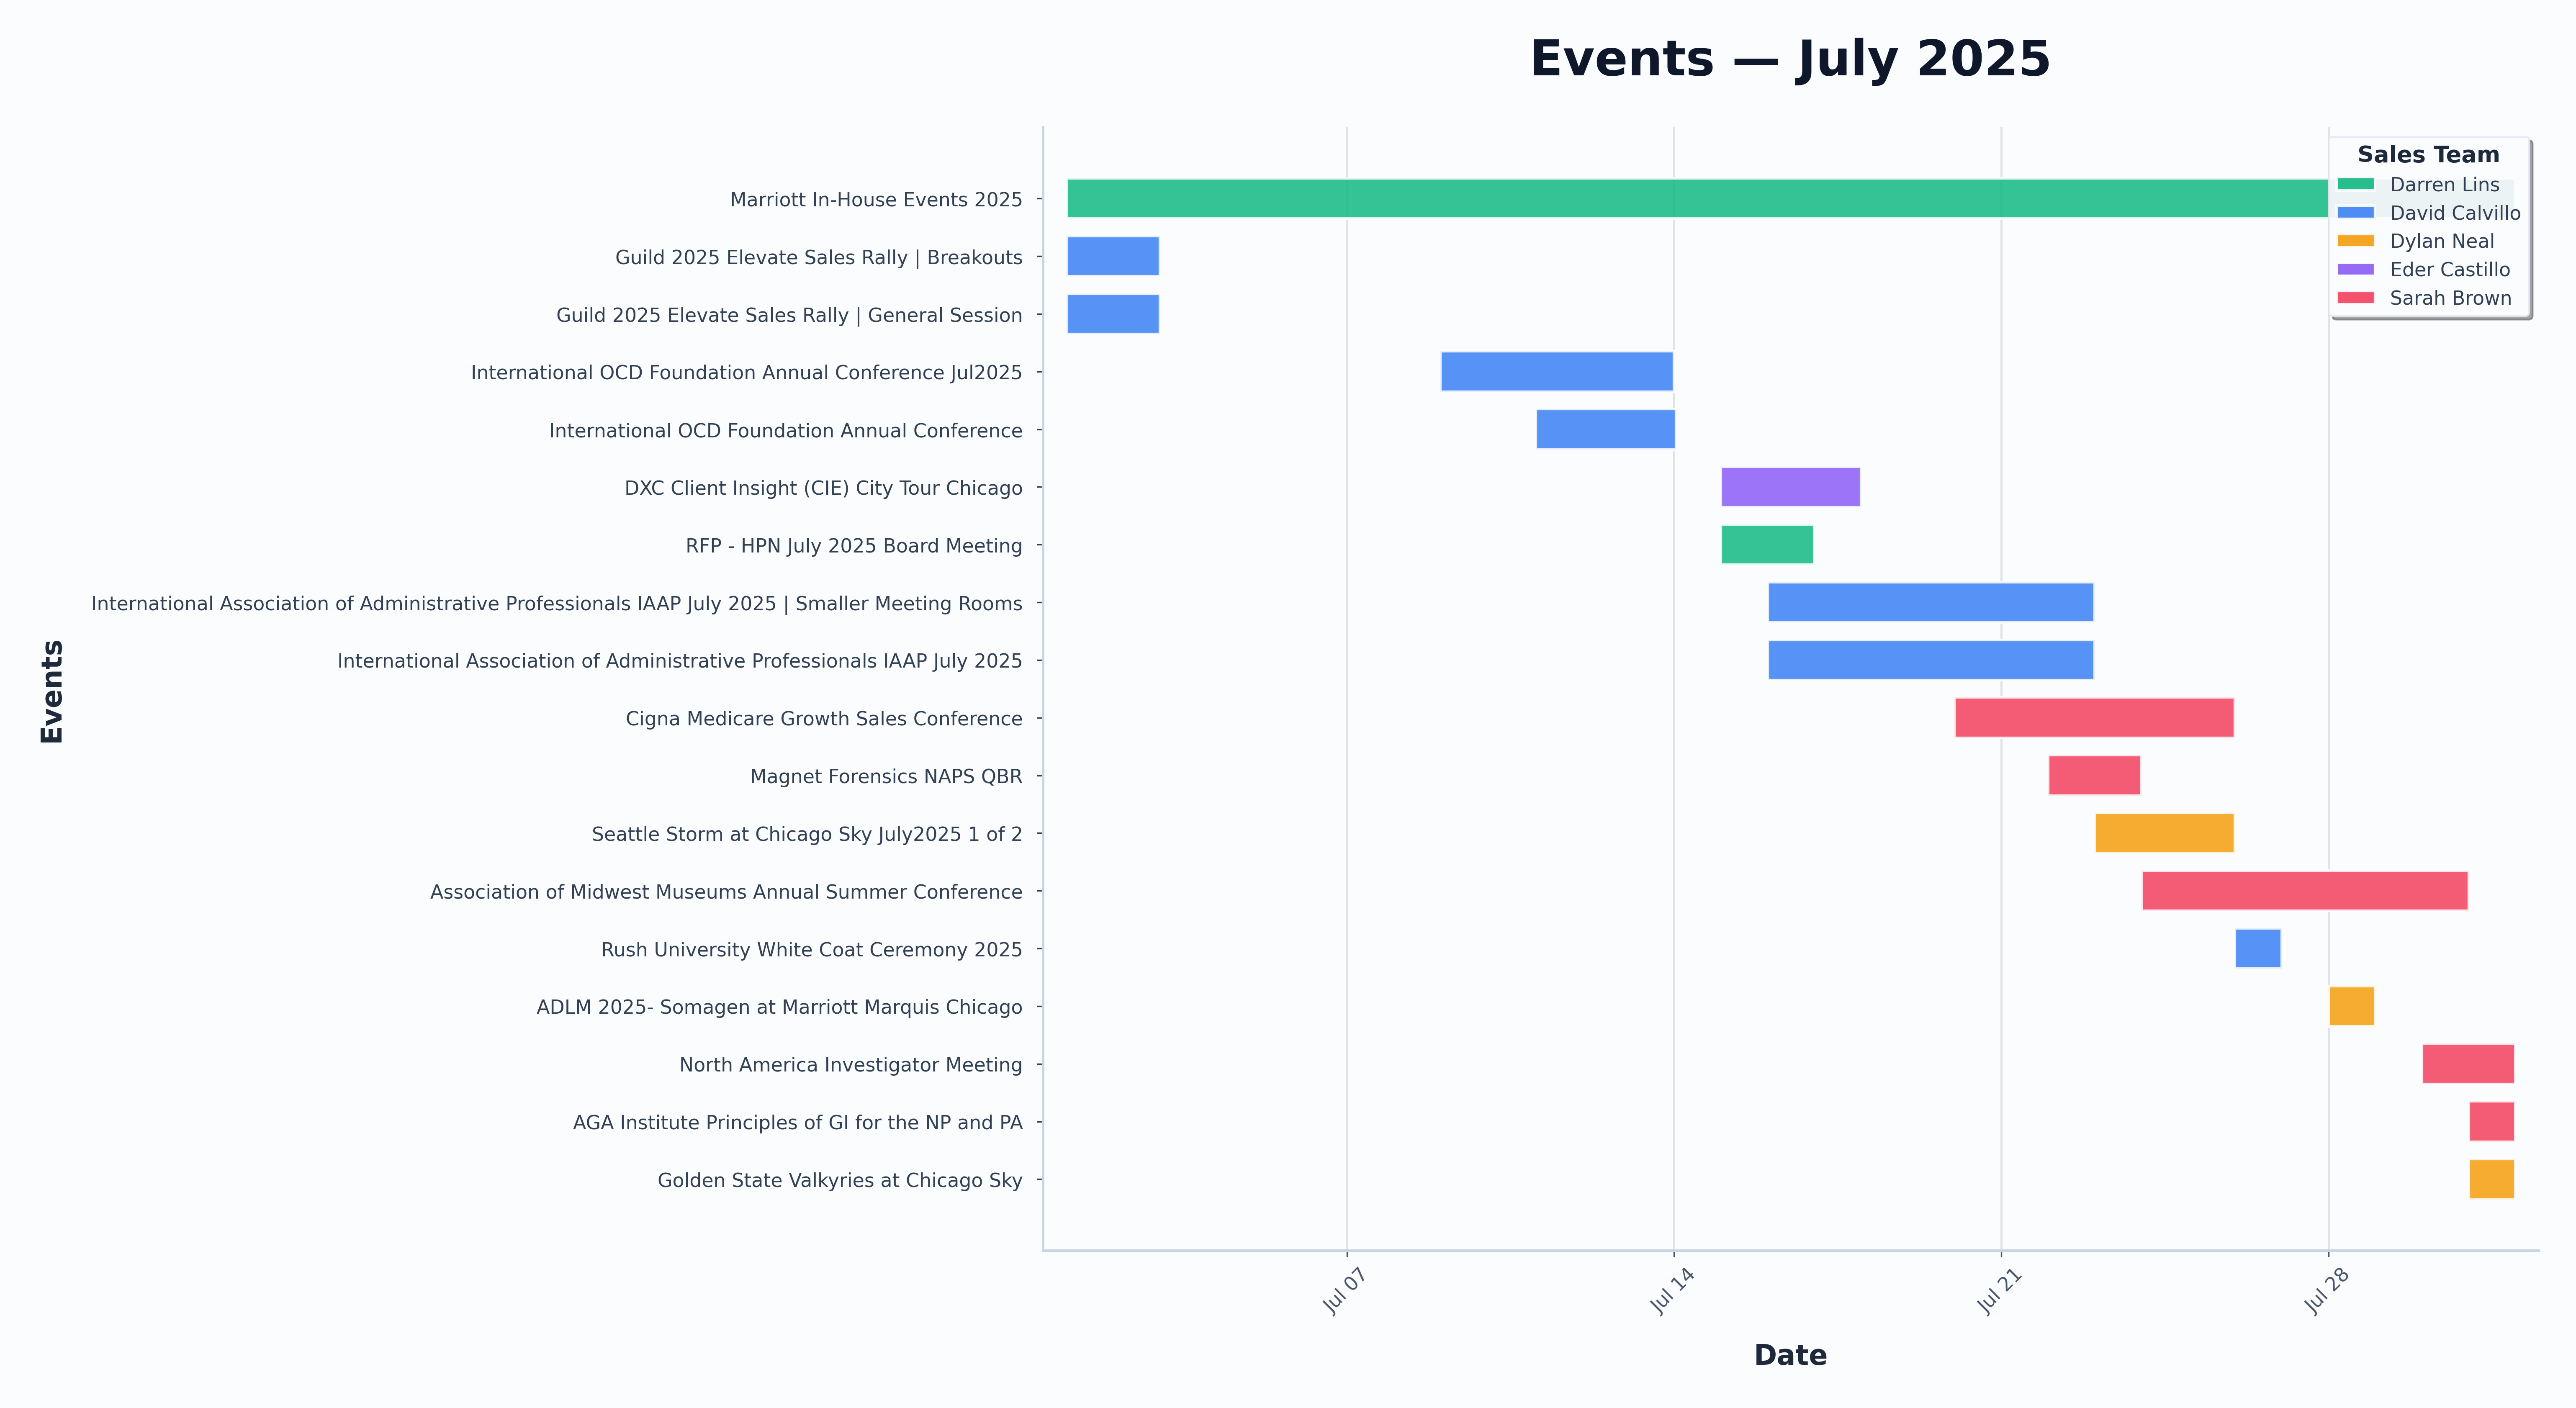 Events — July 2025
Sales Team
Darren Lins
David Calvillo
Dylan Neal
Eder Castillo
Sarah Brown
Events
Marriott In-House Events 2025
Guild 2025 Elevate Sales Rally | Breakouts
Guild 2025 Elevate Sales Rally | General Session
International OCD Foundation Annual Conference Jul2025
International OCD Foundation Annual Conference
DXC Client Insight (CIE) City Tour Chicago
RFP - HPN July 2025 Board Meeting
International Association of Administrative Professionals IAAP July 2025 | Smaller Meeting Rooms
International Association of Administrative Professionals IAAP July 2025
Cigna Medicare Growth Sales Conference
Magnet Forensics NAPS QBR
Seattle Storm at Chicago Sky July2025 1 of 2
Association of Midwest Museums Annual Summer Conference
Rush University White Coat Ceremony 2025
ADLM 2025- Somagen at Marriott Marquis Chicago
North America Investigator Meeting
AGA Institute Principles of GI for the NP and PA
Golden State Valkyries at Chicago Sky
Jul 07
Jul 14
Jul 21
Jul 28
Date